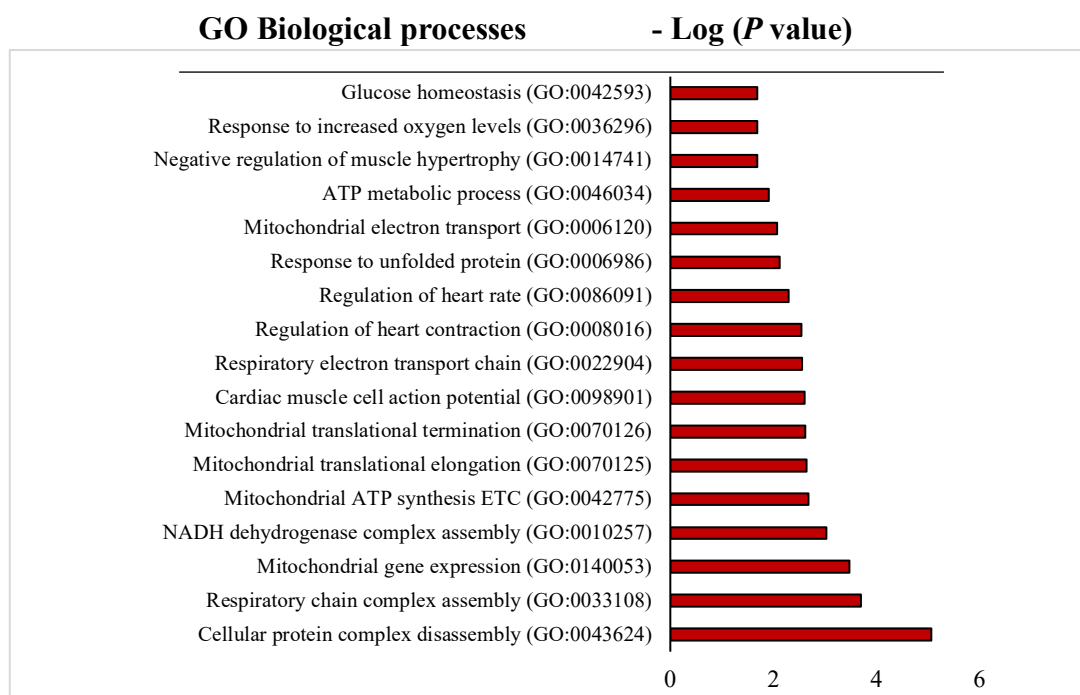 GO Biological processes - Log (P value)
Glucose homeostasis (GO:0042593)
Response to increased oxygen levels (GO:0036296)
Negative regulation of muscle hypertrophy (GO:0014741)
ATP metabolic process (GO:0046034)
Mitochondrial electron transport (GO:0006120)
Response to unfolded protein (GO:0006986)
Regulation of heart rate (GO:0086091)
Regulation of heart contraction (GO:0008016)
Respiratory electron transport chain (GO:0022904)
Cardiac muscle cell action potential (GO:0098901)
Mitochondrial translational termination (GO:0070126)
Mitochondrial translational elongation (GO:0070125)
Mitochondrial ATP synthesis ETC (GO:0042775)
NADH dehydrogenase complex assembly (GO:0010257)
Mitochondrial gene expression (GO:0140053)
Respiratory chain complex assembly (GO:0033108)
Cellular protein complex disassembly (GO:0043624)
0 2 4 6